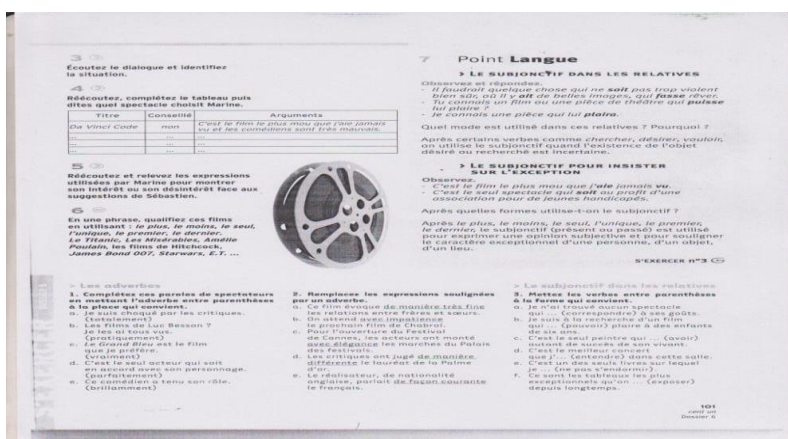 3
Écoutez le dialogue et identifiez
la situation.
4
Réécoutez, complétez le tableau puis
dites quel spectacle choisit Marine.
Titre Conseillé Arguments
Da Vinci Code non C'est le film le plus mou que j'aie jamais
vu et les comédiens sont très mauvais.
... ... ...
... ... ...
5
Réécoutez et relevez les expressions
utilisées par Marine pour montrer
son intérêt ou son désintérêt face aux
suggestions de Sébastien.
6
En une phrase, qualifiez ces films
en utilisant : le plus, le moins, le seul,
l'unique, le premier, le dernier.
Le Titanic, Les Misérables, Amélie
Poulain, les films de Hitchcock,
James Bond 007, Starwars, E.T. ...
7 Point Langue
> LE SUBJONCTIF DANS LES RELATIVES
Observez et répondez.
- Il faudrait quelque chose qui ne soit pas trop violent
bien sûr, où il y ait de belles images, qui fasse rêver.
- Tu connais un film ou une pièce de théâtre qui puisse
lui plaire ?
- Je connais une pièce qui lui plaira.
Quel mode est utilisé dans ces relatives ? Pourquoi ?
Après certains verbes comme chercher, désirer, vouloir,
on utilise le subjonctif quand l'existence de l'objet
désiré ou recherché est incertaine.
> LE SUBJONCTIF POUR INSISTER
SUR L'EXCEPTION
Observez.
- C'est le film le plus mou que j'aie jamais vu.
- C'est le seul spectacle qui soit au profit d'une
association pour de jeunes handicapés.
Après quelles formes utilise-t-on le subjonctif ?
Après le plus, le moins, le seul, l'unique, le premier,
le dernier, le subjonctif (présent ou passé) est utilisé
pour exprimer une opinion subjective et pour souligner
le caractère exceptionnel d'une personne, d'un objet,
d'un lieu.
S'EXERCER n°3
> Les adverbes
1. Complétez ces paroles de spectateurs
en mettant l'adverbe entre parenthèses
à la place qui convient.
a. Je suis choqué par les critiques.
(totalement)
b. Les films de Luc Besson ?
Je les ai tous vus.
(pratiquement)
c. Le Grand Bleu est le film
que je préfère.
(vraiment)
d. C'est le seul acteur qui soit
en accord avec son personnage.
(parfaitement)
e. Ce comédien a tenu son rôle.
(brillamment)
2. Remplacez les expressions soulignées
par un adverbe.
a. Ce film évoque de manière très fine
les relations entre frères et sœurs.
b. On attend avec impatience
le prochain film de Chabrol.
c. Pour l'ouverture du Festival
de Cannes, les acteurs ont monté
avec élégance les marches du Palais
des festivals.
d. Les critiques ont jugé de manière
différente le lauréat de la Palme
d'or.
e. Le réalisateur, de nationalité
anglaise, parlait de façon courante
le français.
> Le subjonctif dans les relatives
3. Mettez les verbes entre parenthèses
à la forme qui convient.
a. Je n'ai trouvé aucun spectacle
qui ... (correspondre) à ses goûts.
b. Je suis à la recherche d'un film
qui ... (pouvoir) plaire à des enfants
de six ans.
c. C'est le seul peintre qui ... (avoir)
autant de succès de son vivant.
d. C'est le meilleur concert
que j'... (entendre) dans cette salle.
e. C'est un des seuls livres sur lequel
je ... (ne pas s'endormir).
f. Ce sont les tableaux les plus
exceptionnels qu'on ... (exposer)
depuis longtemps.
101
cent un
Dossier 6